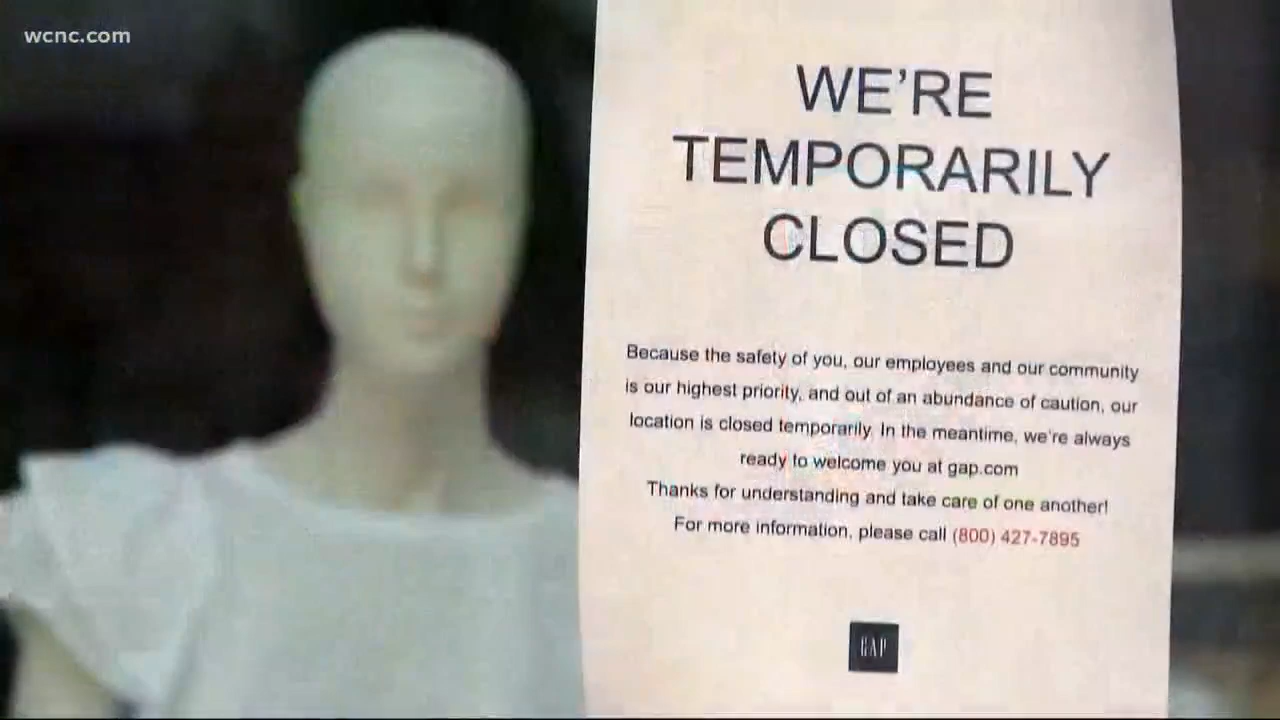 wcnc.com
WE'RE
TEMPORARILY
CLOSED
Because the safety of you, our employees and our community
is our highest priority, and out of an abundance of caution, our
location is closed temporarily. In the meantime, we're always
ready to welcome you at gap.com
Thanks for understanding and take care of one another!
For more information, please call (800) 427-7895
GAP